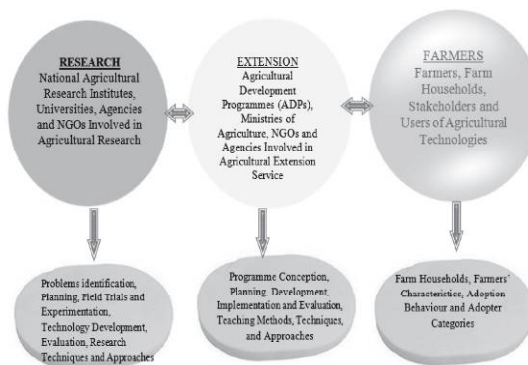 RESEARCH
National Agricultural
Research Institutes,
Universities, Agencies
and NGOs Involved in
Agricultural Research
EXTENSION
Agricultural
Development
Programmes (ADPs),
Ministries of
Agriculture, NGOs and
Agencies Involved in
Agricultural Extension
Service
FARMERS
Farmers, Farm
Households,
Stakeholders and
Users of Agricultural
Technologies
Problems identification,
Planning, Field Trials and
Experimentation,
Technology Development,
Evaluation, Research
Techniques and Approaches
Programme Conception,
Planning, Development,
Implementation and Evaluation,
Teaching Methods, Techniques,
and Approaches
Farm Households, Farmers'
Characteristics, Adoption
Behaviour and Adopter
Categories